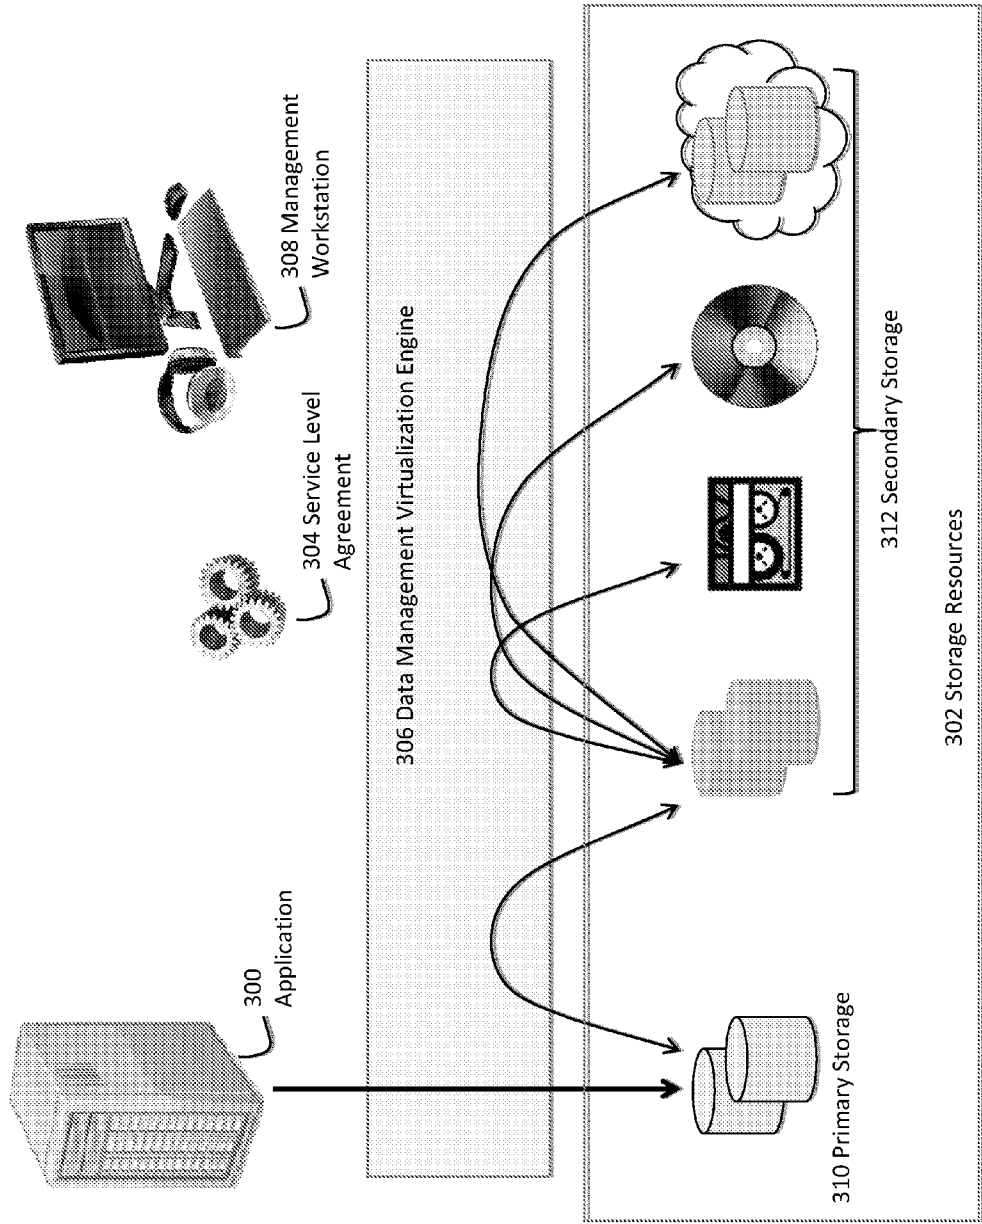 300
Application
304 Service Level
Agreement
308 Management
Workstation
306 Data Management Virtualization Engine
310 Primary Storage
312 Secondary Storage
302 Storage Resources